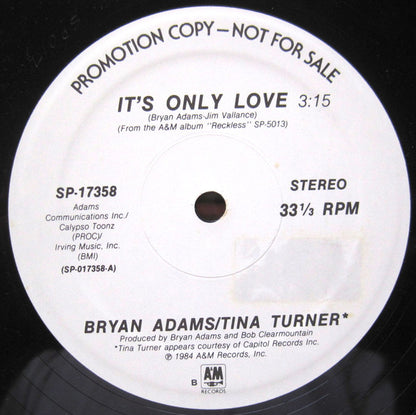 PROMOTION COPY — NOT FOR SALE
IT'S ONLY LOVE 3:15
(Bryan Adams-Jim Vallance)
(From the A&M album "Reckless" SP-5013)
SP-17358
Adams
Communications Inc./
Calypso Toonz
(PROC)/
Irving Music, Inc.
(BMI)
(SP-017358-A)
STEREO
33⅓ RPM
BRYAN ADAMS/TINA TURNER*
Produced by Bryan Adams and Bob Clearmountain
*Tina Turner appears courtesy of Capitol Records Inc.
℗ 1984 A&M Records, Inc.
B
A&M
RECORDS